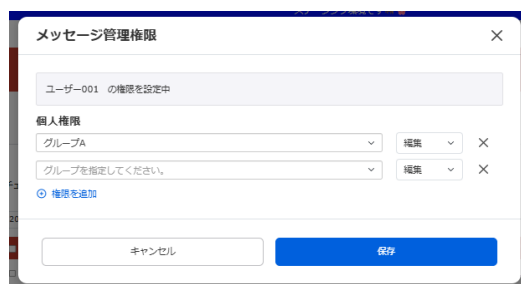 メッセージ管理権限
ユーザー001 の権限を設定中
個人権限
グループA 編集
グループを指定してください。 編集
権限を追加
キャンセル 保存